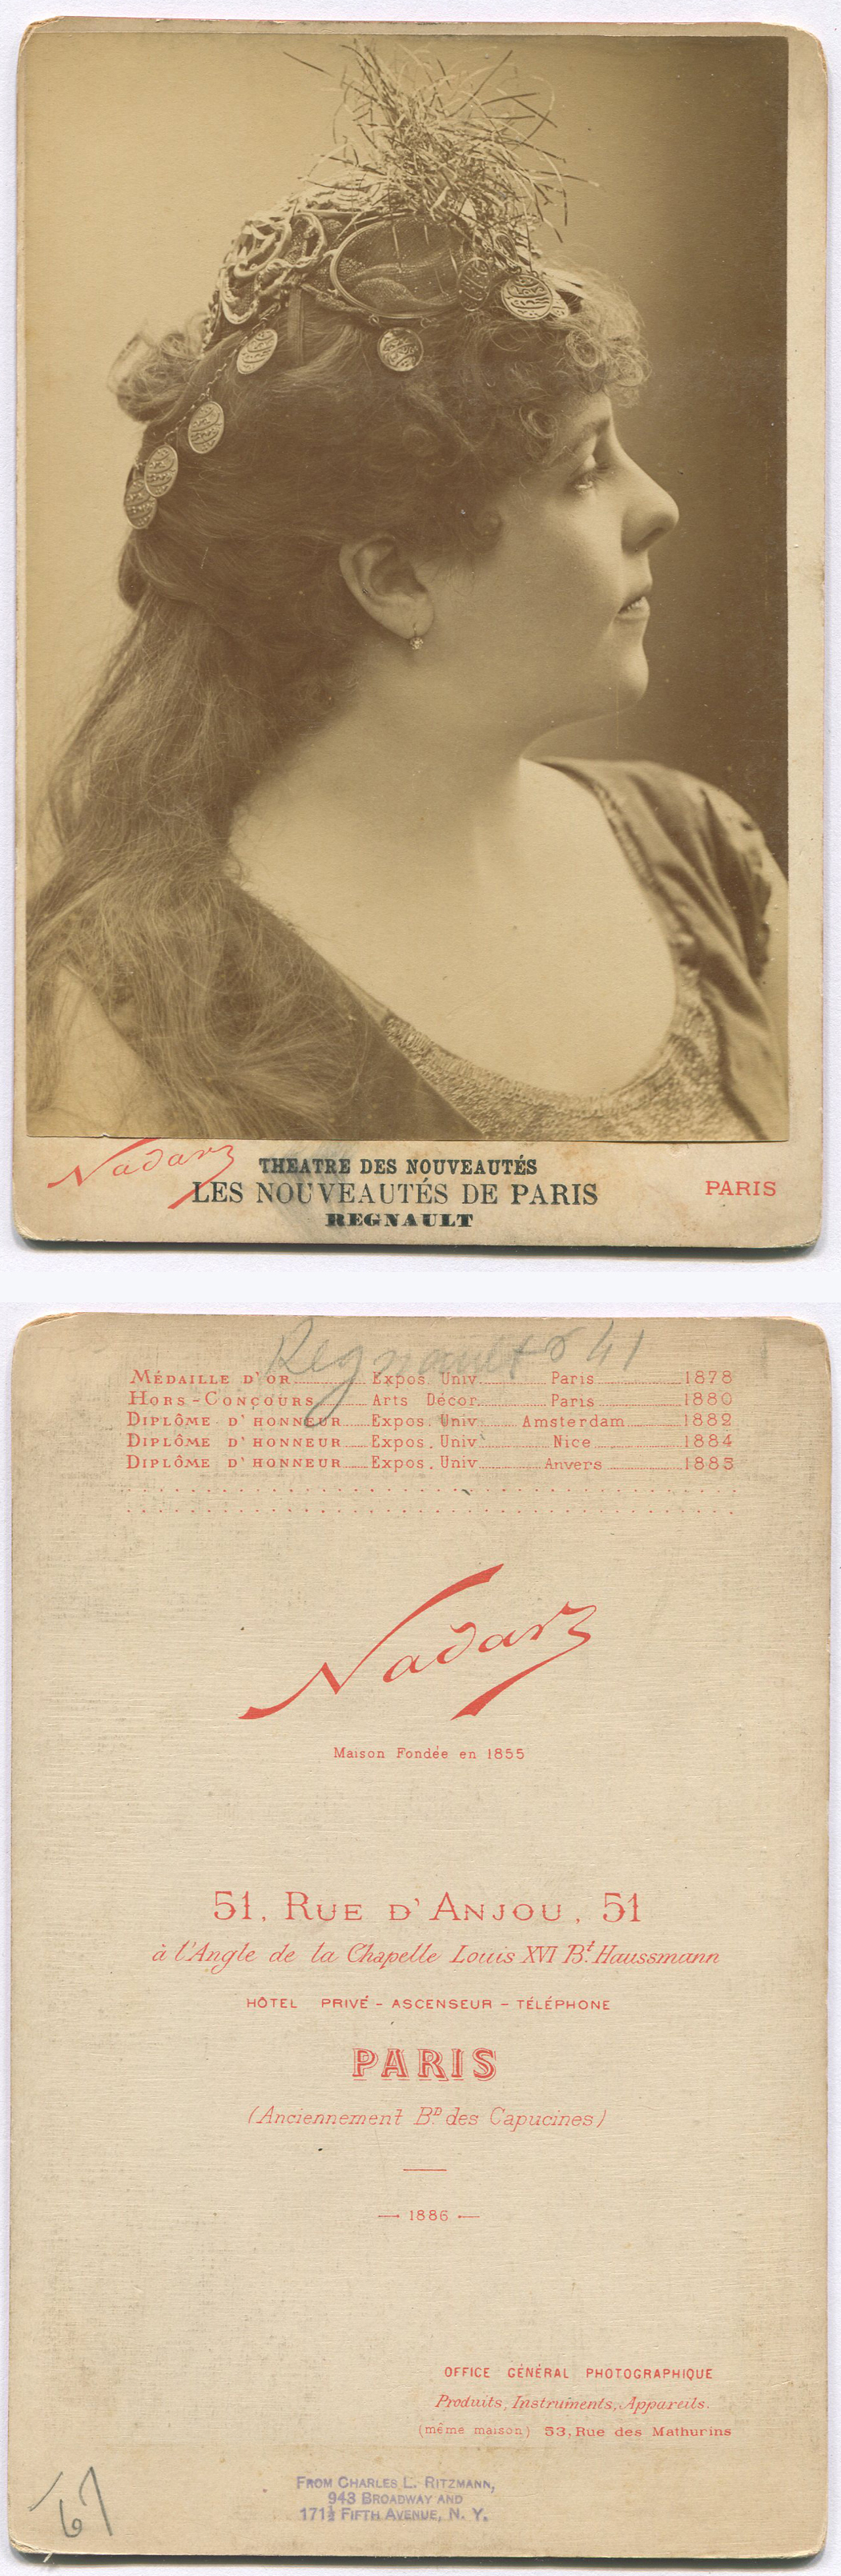 Nadar
THEATRE DES NOUVEAUTÉS
LES NOUVEAUTÉS DE PARIS
REGNAULT
PARIS
Regnault 841
MÉDAILLE D'OR Expos. Univ. Paris 1878
HORS-CONCOURS Arts Décor. Paris 1880
DIPLÔME D'HONNEUR Expos. Univ. Amsterdam 1882
DIPLÔME D'HONNEUR Expos. Univ. Nice 1884
DIPLÔME D'HONNEUR Expos. Univ. Anvers 1885
Nadar
Maison Fondée en 1855
51, RUE D'ANJOU, 51
à l'Angle de la Chapelle Louis XVI Bt. Haussmann
HÔTEL PRIVÉ - ASCENSEUR - TÉLÉPHONE
PARIS
(Anciennement BD. des Capucines)
— 1886 —
OFFICE GÉNÉRAL PHOTOGRAPHIQUE
Produits, Instruments, Appareils.
(même maison) 53, Rue des Mathurins
FROM CHARLES L. RITZMANN,
943 BROADWAY AND
171½ FIFTH AVENUE, N. Y.